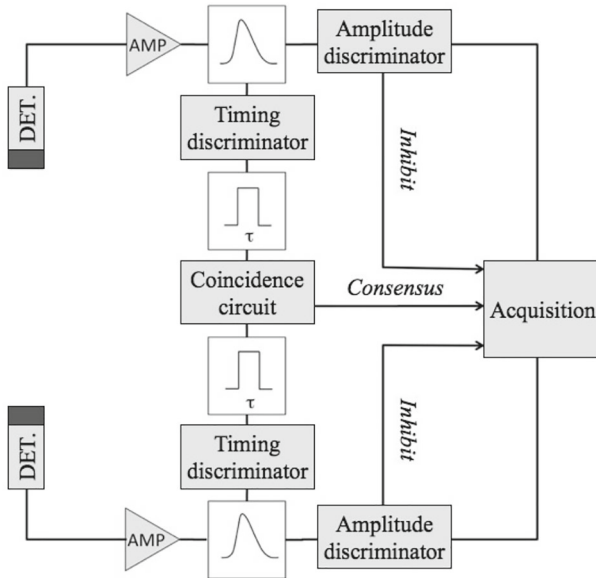 AMP
Amplitude
discriminator
DET.
Timing
discriminator
Inhibit
τ
Coincidence
circuit
Consensus
Acquisition
τ
Inhibit
DET.
Timing
discriminator
AMP
Amplitude
discriminator